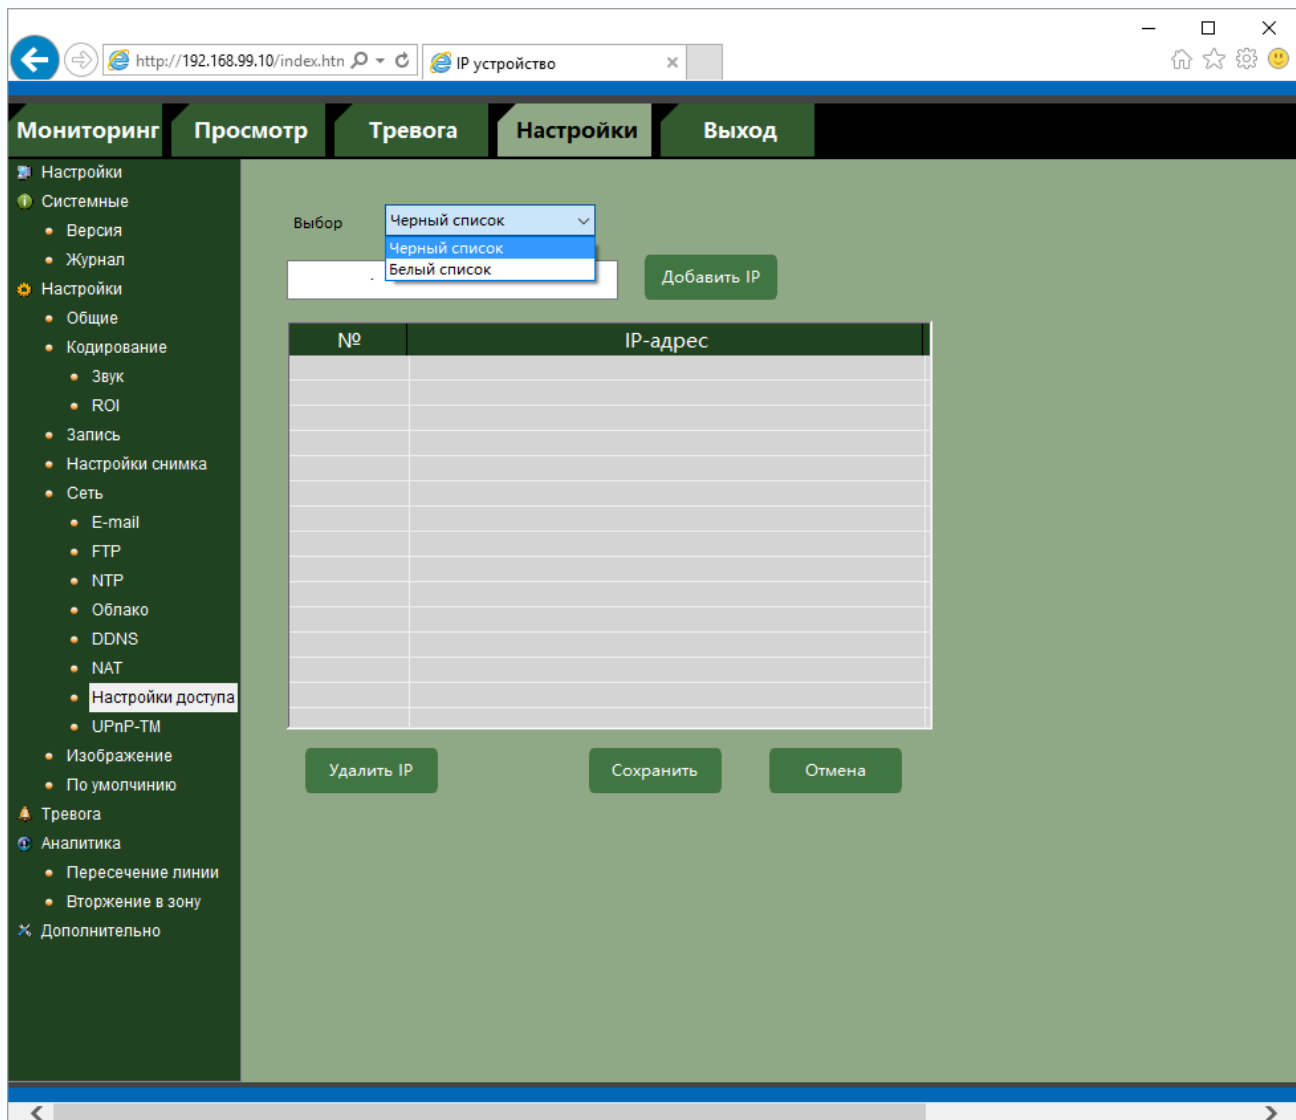 http://192.168.99.10/index.htn
IP устройство
Мониторинг
Просмотр
Тревога
Настройки
Выход
Настройки
Системные
Версия
Журнал
Настройки
Общие
Кодирование
Звук
ROI
Запись
Настройки снимка
Сеть
E-mail
FTP
NTP
Облако
DDNS
NAT
Настройки доступа
UPnP-TM
Изображение
По умолчинию
Тревога
Аналитика
Пересечение линии
Вторжение в зону
Дополнительно
Выбор
Черный список
Черный список
Белый список
Добавить IP
№
IP-адрес
Удалить IP
Сохранить
Отмена